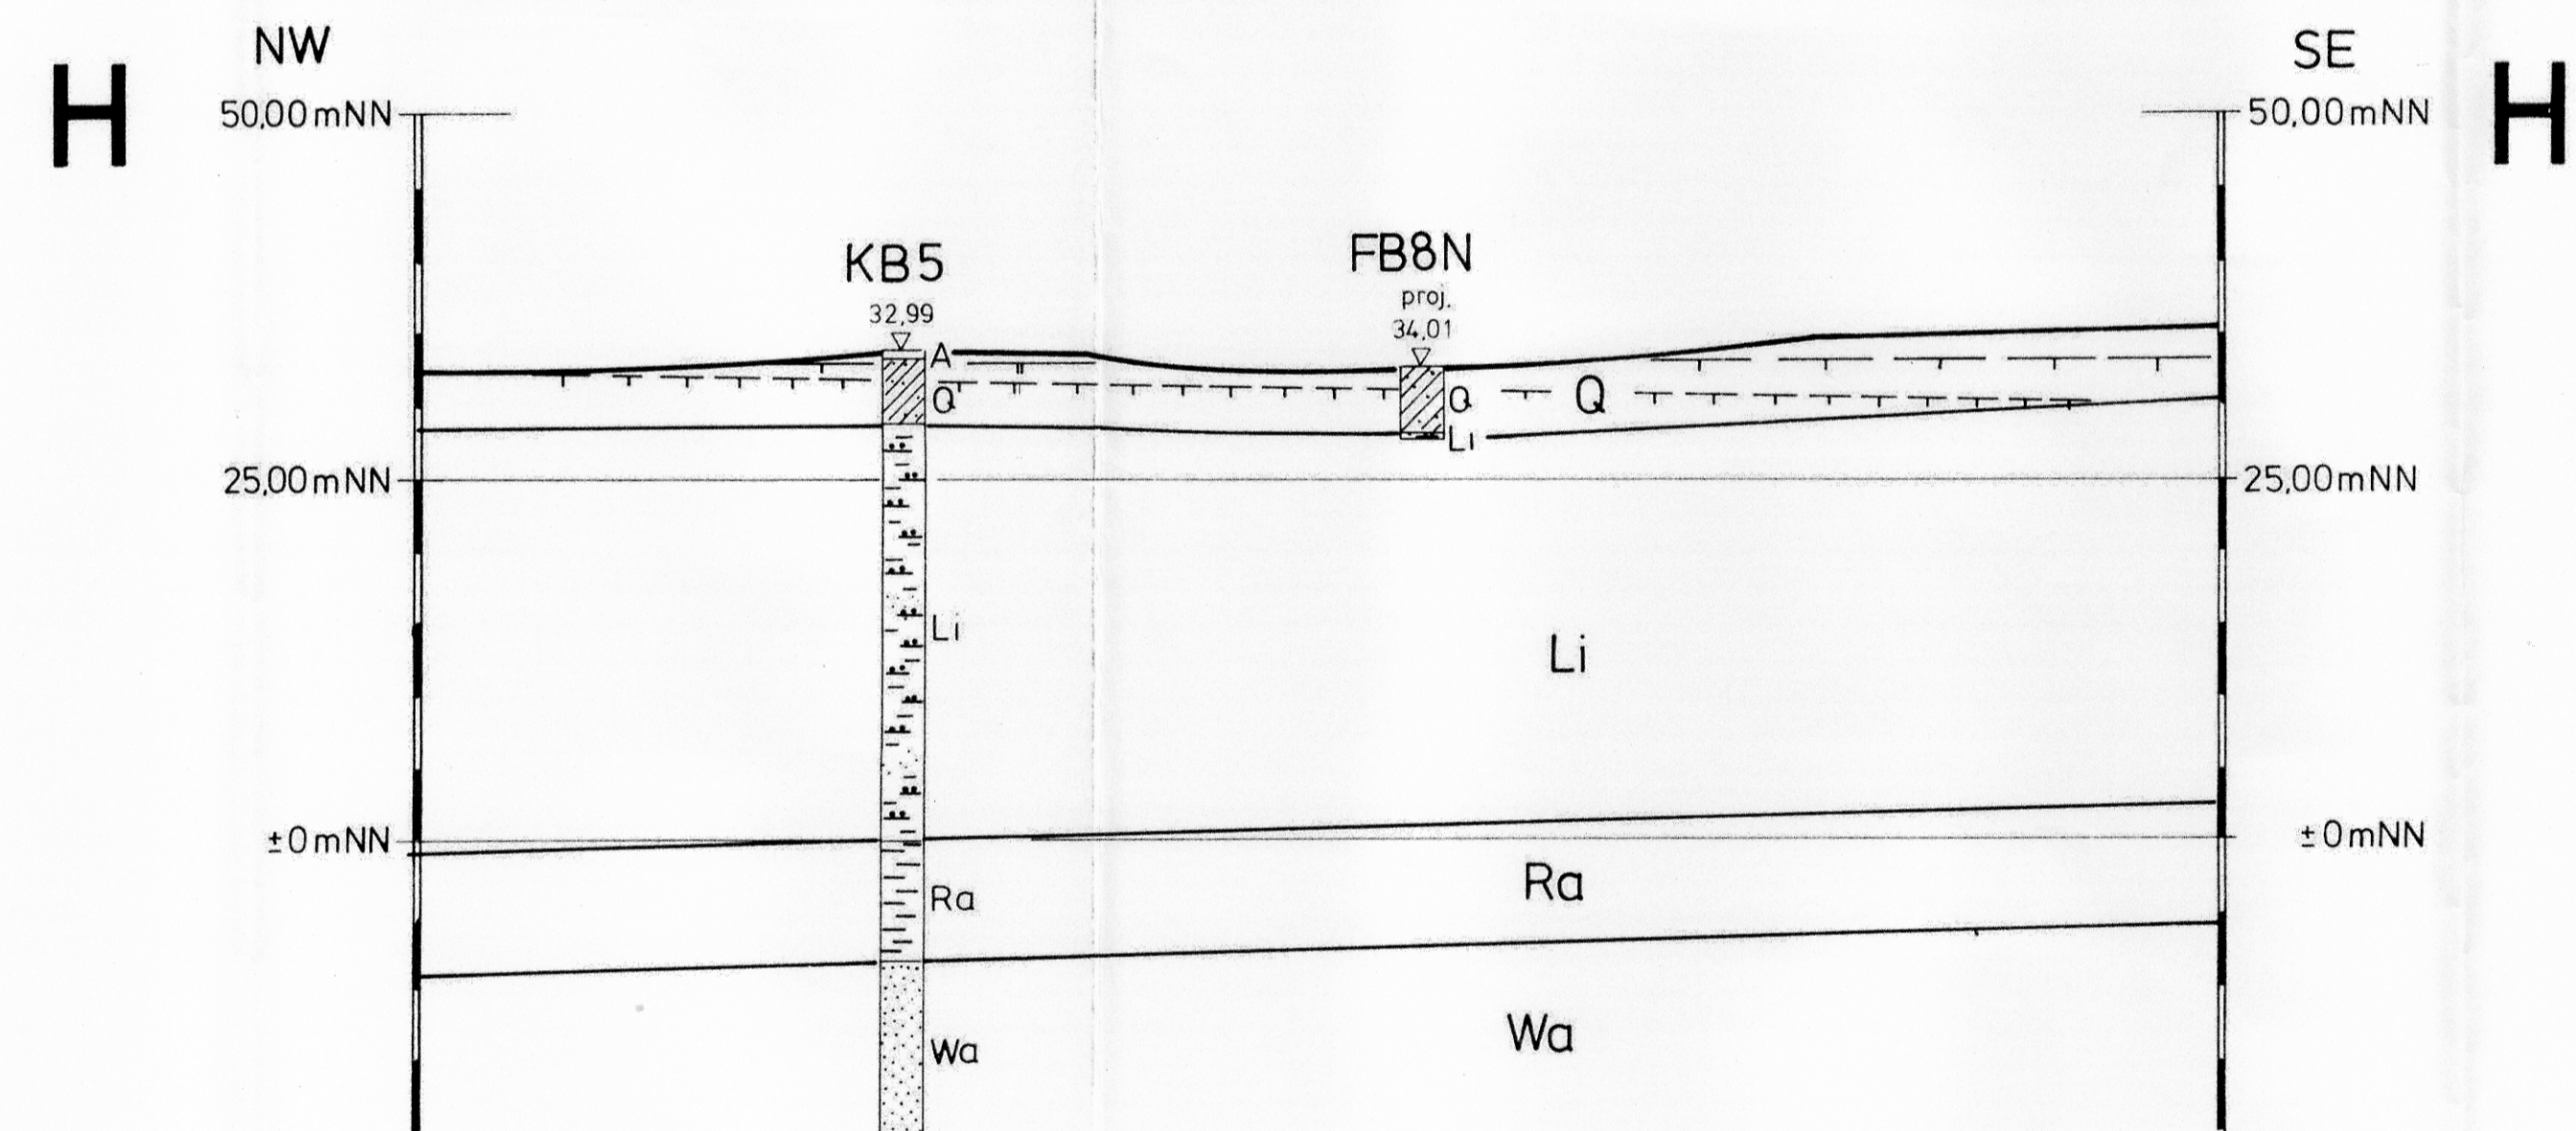 NW
SE
H
H
50,00 mNN
50,00 mNN
KB5
32,99
FB8N
proj.
34,01
A
Q
Q
Q
Li
25,00 mNN
25,00 mNN
Li
Li
±0 mNN
±0 mNN
Ra
Ra
Wa
Wa